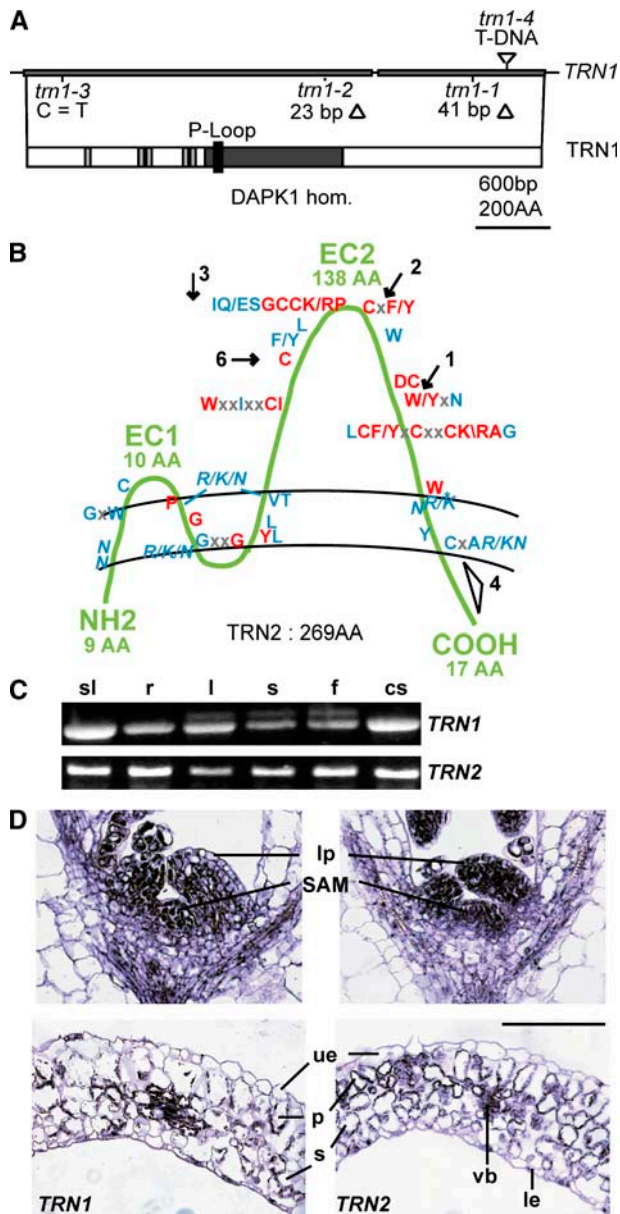 A
trn1-4
T-DNA
TRN1
trn1-3
C = T
trn1-2
23 bp △
trn1-1
41 bp △
P-Loop
TRN1
DAPK1 hom.
600bp
200AA
B
EC2
138 AA
3
2
IQ/ESGCCK/RP
CxF/Y
L
F/Y
W
6
C
DC
1
WxxIxxCI
W/YxN
LCF/YxCxxCK\RAG
EC1
10 AA
C
R/K/N
P
VT
W
R/K
GxW
G
N
L
N
N
R/K/N
GxxG
YL
Y
CxAR/KN
4
NH2
9 AA
TRN2 : 269AA
COOH
17 AA
C
sl r l s f cs
TRN1
TRN2
D
lp
SAM
ue
p
s
vb
le
TRN1
TRN2